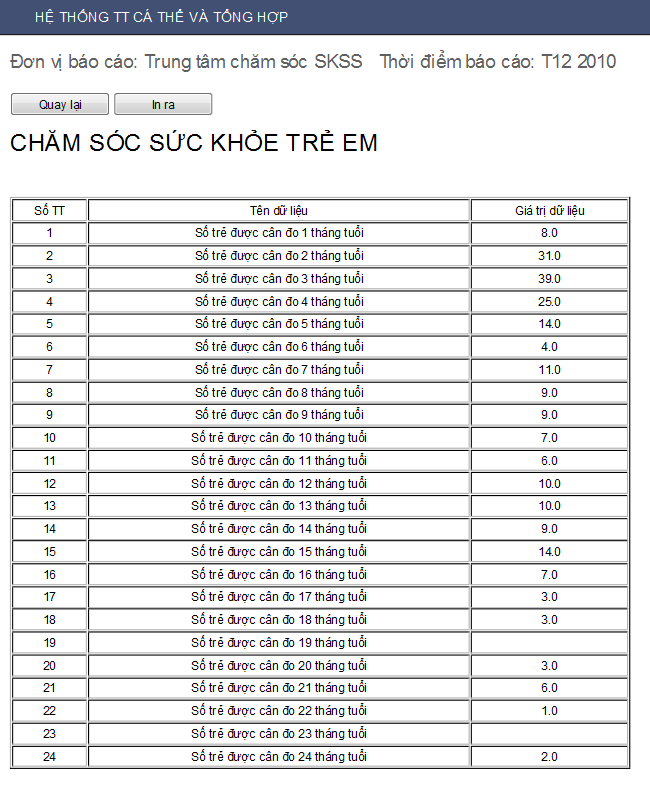 HỆ THỐNG TT CÁ THỂ VÀ TỔNG HỢP
Đơn vị báo cáo: Trung tâm chăm sóc SKSS Thời điểm báo cáo: T12 2010
Quay lại In ra
CHĂM SÓC SỨC KHỎE TRẺ EM
Số TT Tên dữ liệu Giá trị dữ liệu
1 Số trẻ được cân đo 1 tháng tuổi 8.0
2 Số trẻ được cân đo 2 tháng tuổi 31.0
3 Số trẻ được cân đo 3 tháng tuổi 39.0
4 Số trẻ được cân đo 4 tháng tuổi 25.0
5 Số trẻ được cân đo 5 tháng tuổi 14.0
6 Số trẻ được cân đo 6 tháng tuổi 4.0
7 Số trẻ được cân đo 7 tháng tuổi 11.0
8 Số trẻ được cân đo 8 tháng tuổi 9.0
9 Số trẻ được cân đo 9 tháng tuổi 9.0
10 Số trẻ được cân đo 10 tháng tuổi 7.0
11 Số trẻ được cân đo 11 tháng tuổi 6.0
12 Số trẻ được cân đo 12 tháng tuổi 10.0
13 Số trẻ được cân đo 13 tháng tuổi 10.0
14 Số trẻ được cân đo 14 tháng tuổi 9.0
15 Số trẻ được cân đo 15 tháng tuổi 14.0
16 Số trẻ được cân đo 16 tháng tuổi 7.0
17 Số trẻ được cân đo 17 tháng tuổi 3.0
18 Số trẻ được cân đo 18 tháng tuổi 3.0
19 Số trẻ được cân đo 19 tháng tuổi
20 Số trẻ được cân đo 20 tháng tuổi 3.0
21 Số trẻ được cân đo 21 tháng tuổi 6.0
22 Số trẻ được cân đo 22 tháng tuổi 1.0
23 Số trẻ được cân đo 23 tháng tuổi
24 Số trẻ được cân đo 24 tháng tuổi 2.0